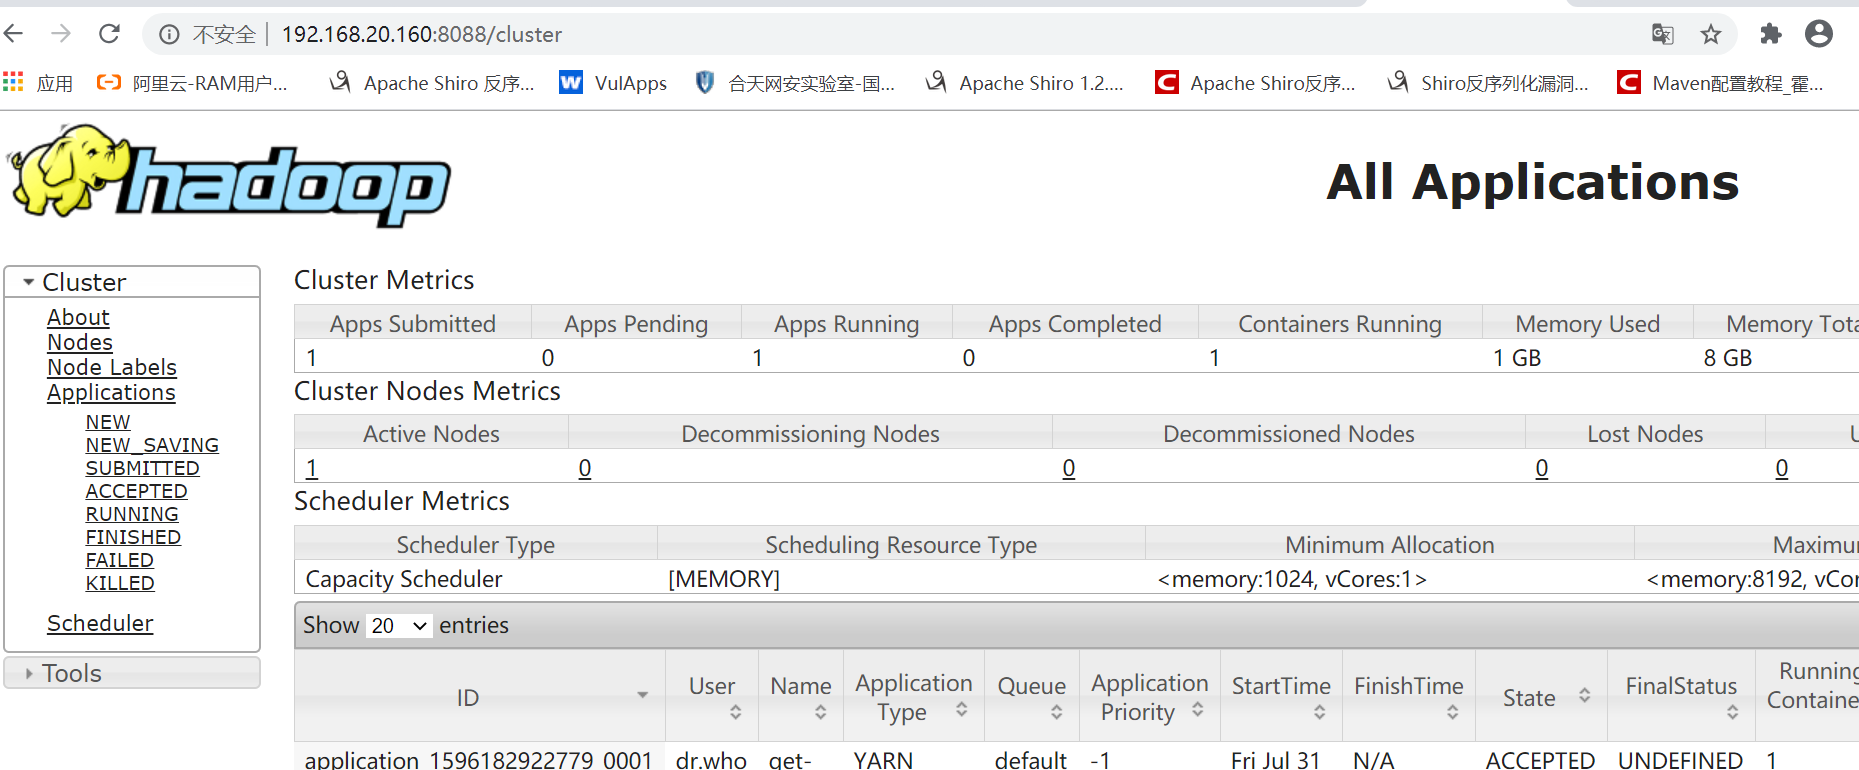 不安全 192.168.20.160:8088/cluster
应用 阿里云-RAM用户... Apache Shiro 反序... VulApps 合天网安实验室-国... Apache Shiro 1.2.... Apache Shiro反序... Shiro反序列化漏洞... Maven配置教程_霍...
hadoop
All Applications
Cluster
About
Nodes
Node Labels
Applications
NEW
NEW_SAVING
SUBMITTED
ACCEPTED
RUNNING
FINISHED
FAILED
KILLED
Scheduler
Tools
Cluster Metrics
Apps Submitted Apps Pending Apps Running Apps Completed Containers Running Memory Used Memory Tota
1 0 1 0 1 1 GB 8 GB
Cluster Nodes Metrics
Active Nodes Decommissioning Nodes Decommissioned Nodes Lost Nodes U
1 0 0 0 0
Scheduler Metrics
Scheduler Type Scheduling Resource Type Minimum Allocation Maximu
Capacity Scheduler [MEMORY] <memory:1024, vCores:1> <memory:8192, vCor
Show 20 entries
ID User Name Application Type Queue Application Priority StartTime FinishTime State FinalStatus Running Containe
application_1596182922779_0001 dr.who get- YARN default -1 Fri Jul 31 N/A ACCEPTED UNDEFINED 1